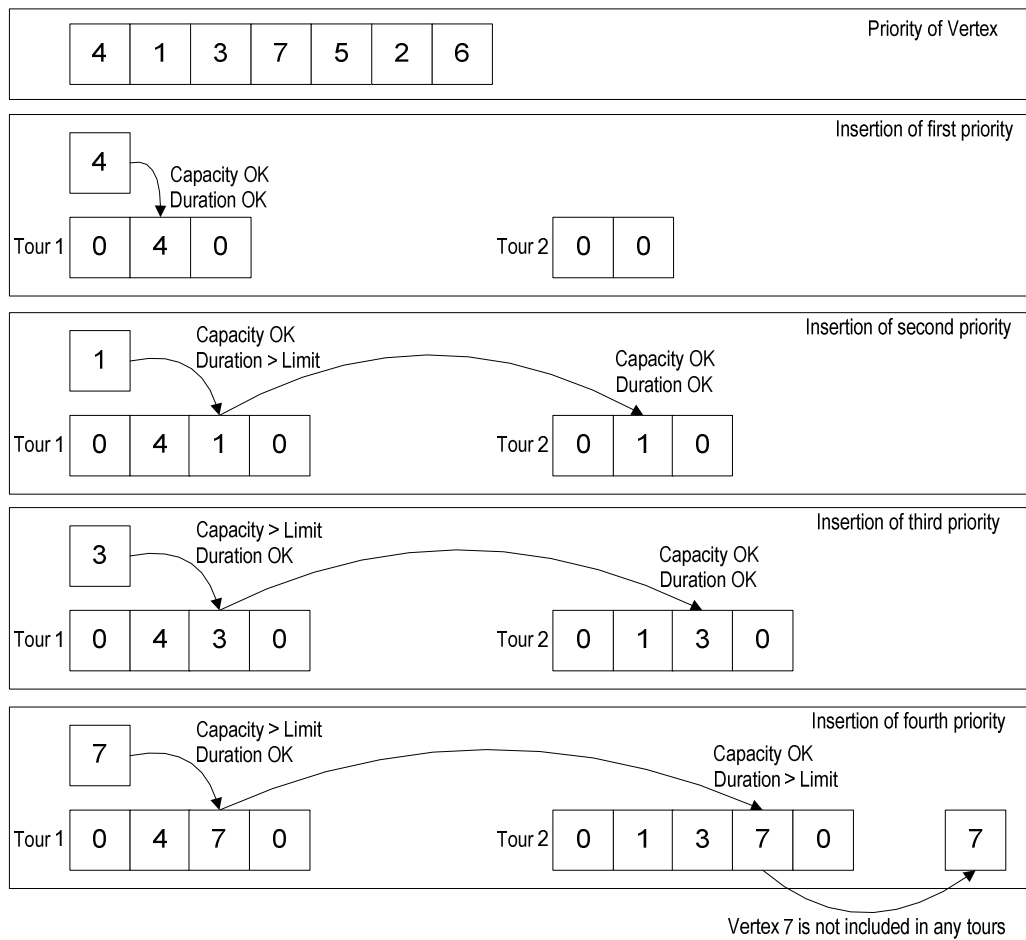 Priority of Vertex
4 1 3 7 5 2 6
Insertion of first priority
4
Capacity OK
Duration OK
Tour 1 0 4 0
Tour 2 0 0
Insertion of second priority
1
Capacity OK
Duration > Limit
Capacity OK
Duration OK
Tour 1 0 4 1 0
Tour 2 0 1 0
Insertion of third priority
3
Capacity > Limit
Duration OK
Capacity OK
Duration OK
Tour 1 0 4 3 0
Tour 2 0 1 3 0
Insertion of fourth priority
7
Capacity > Limit
Duration OK
Capacity OK
Duration > Limit
Tour 1 0 4 7 0
Tour 2 0 1 3 7 0
7
Vertex 7 is not included in any tours